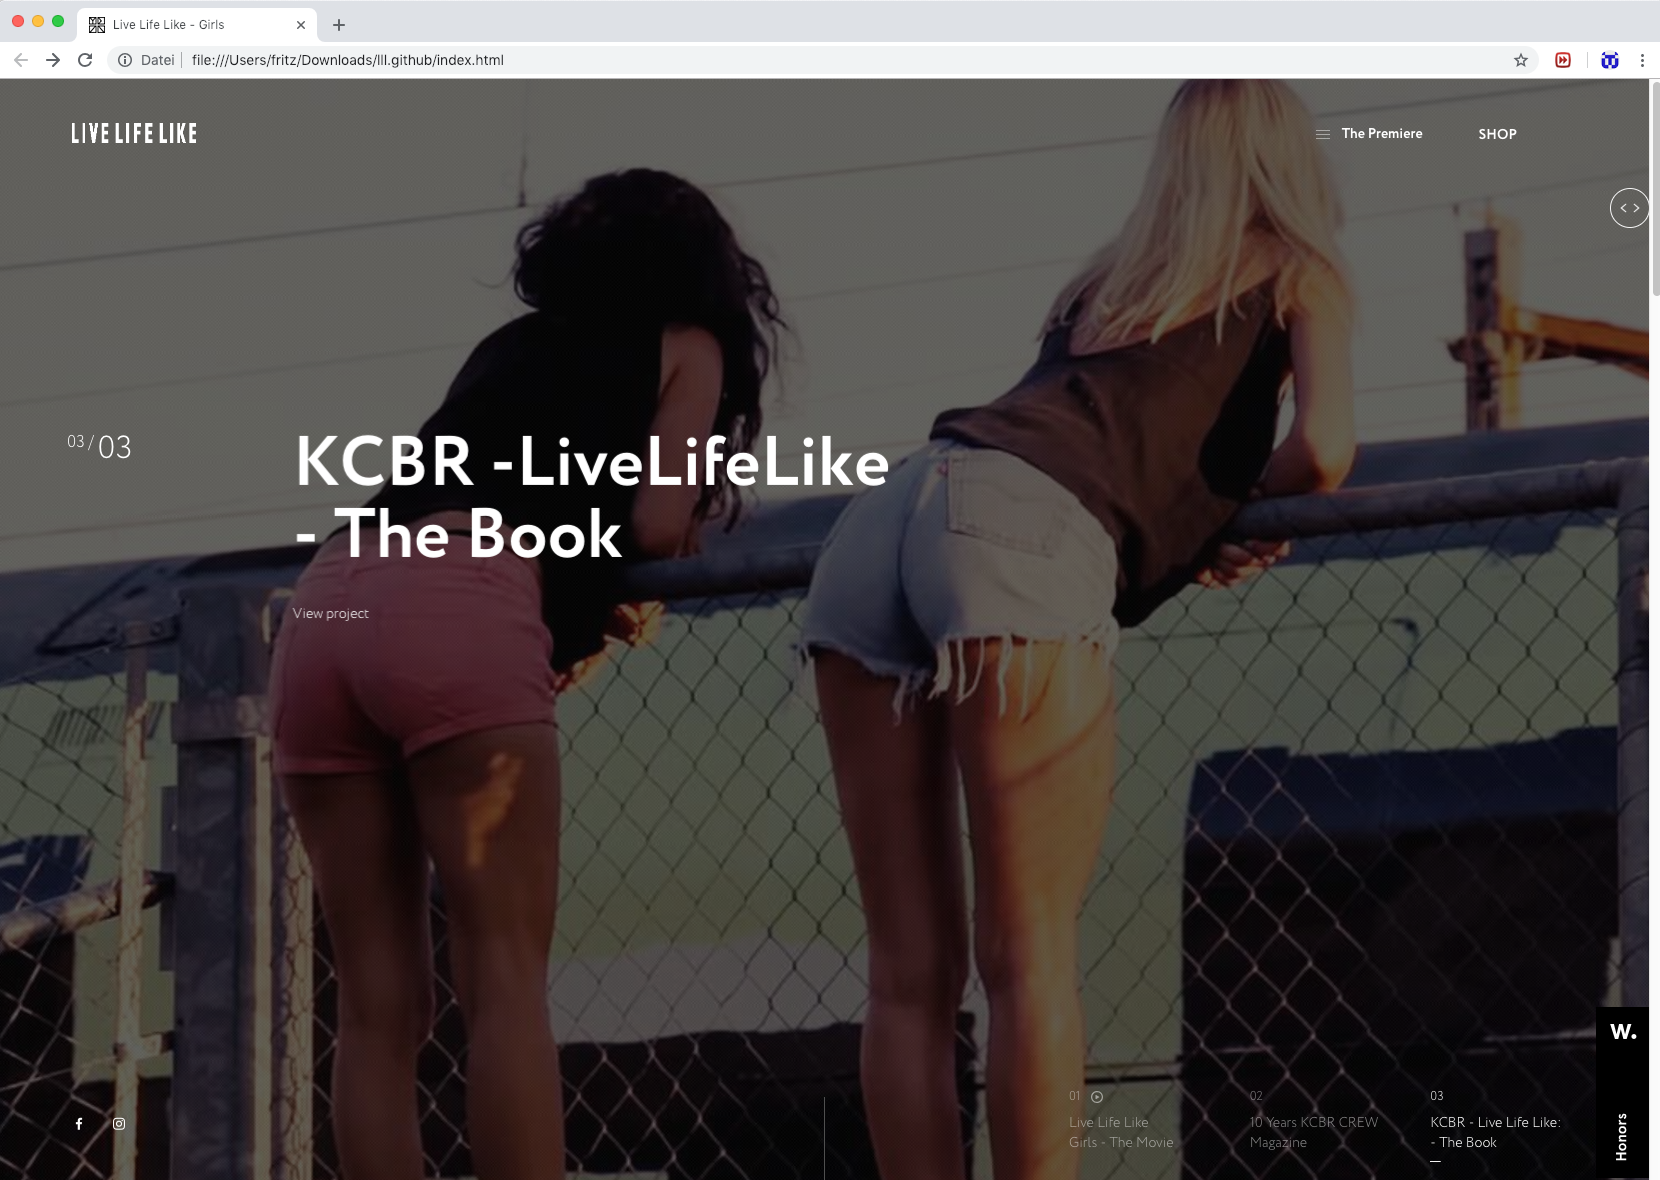 Live Life Like - Girls
Datei
file:///Users/fritz/Downloads/lll.github/index.html
LIVE LIFE LIKE
The Premiere
SHOP
< >
03 / 03
KCBR -LiveLifeLike
- The Book
View project
01
Live Life Like
Girls - The Movie
02
10 Years KCBR CREW
Magazine
03
KCBR - Live Life Like:
- The Book
W.
Honors